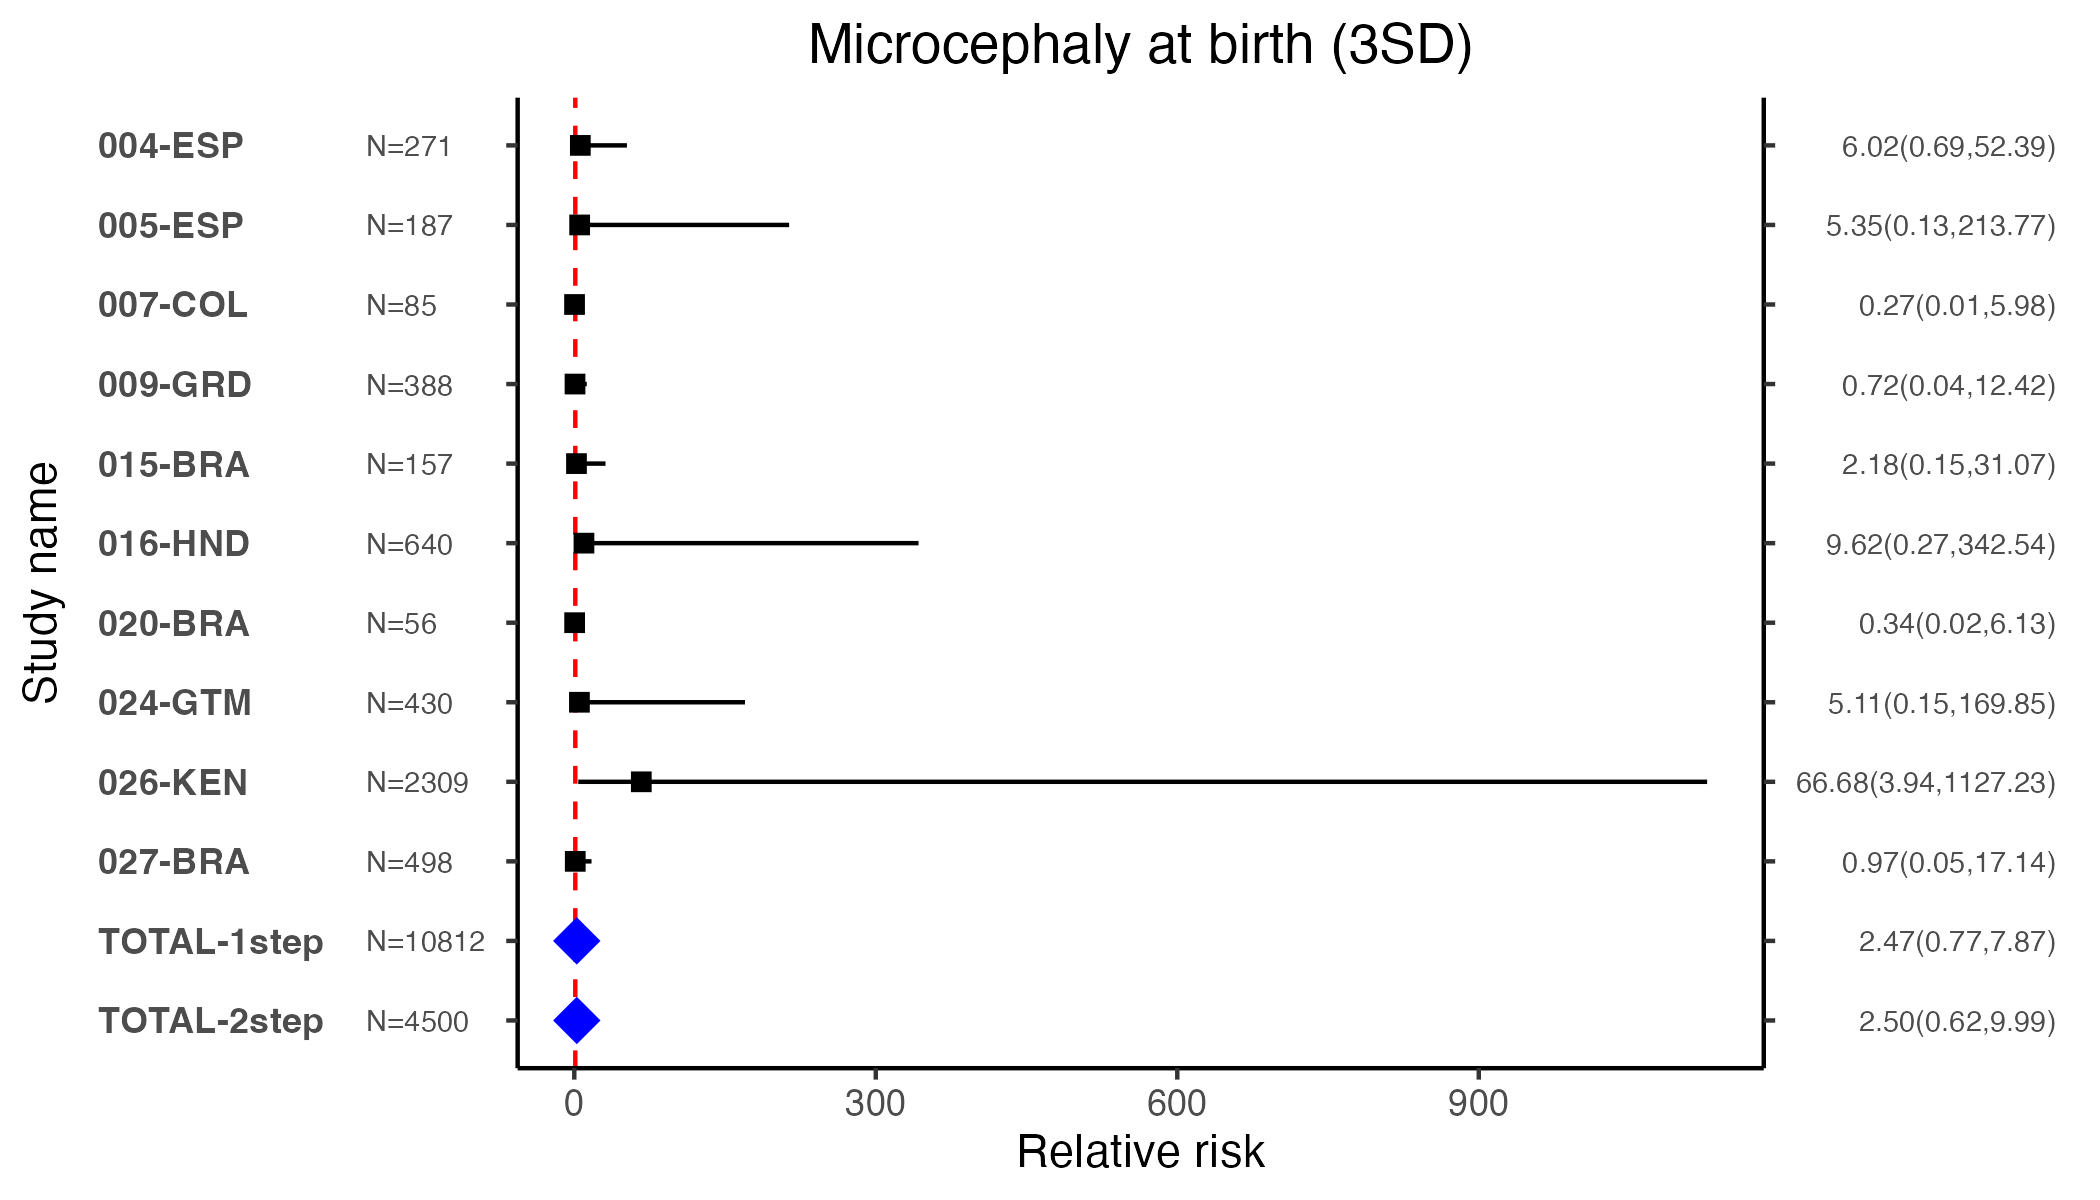 Microcephaly at birth (3SD)
Study name
004-ESP N=271 6.02(0.69,52.39)
005-ESP N=187 5.35(0.13,213.77)
007-COL N=85 0.27(0.01,5.98)
009-GRD N=388 0.72(0.04,12.42)
015-BRA N=157 2.18(0.15,31.07)
016-HND N=640 9.62(0.27,342.54)
020-BRA N=56 0.34(0.02,6.13)
024-GTM N=430 5.11(0.15,169.85)
026-KEN N=2309 66.68(3.94,1127.23)
027-BRA N=498 0.97(0.05,17.14)
TOTAL-1step N=10812 2.47(0.77,7.87)
TOTAL-2step N=4500 2.50(0.62,9.99)
0 300 600 900
Relative risk